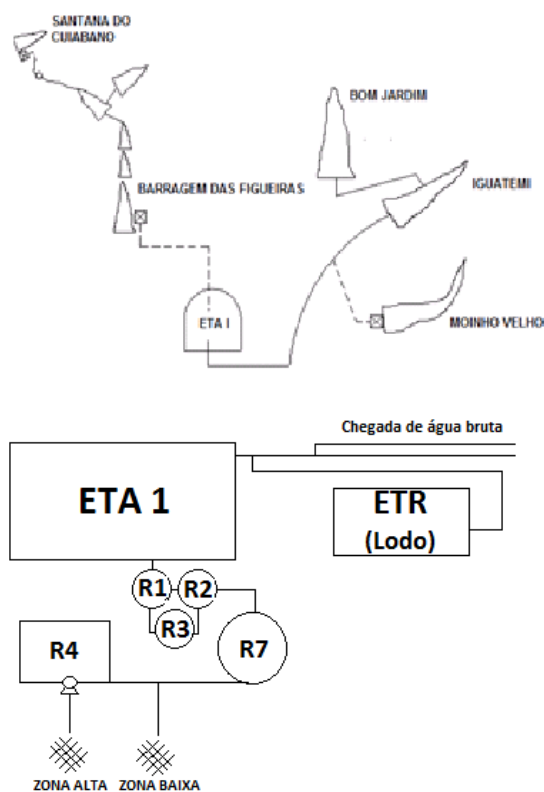 SANTANA DO
CUIABANO
BOM JARDIM
BARRAGEM DAS FIGUEIRAS
IGUATEMI
ETA I
MOINHO VELHO
Chegada de água bruta
ETA 1
ETR
(Lodo)
R1
R2
R3
R4
R7
ZONA ALTA
ZONA BAIXA